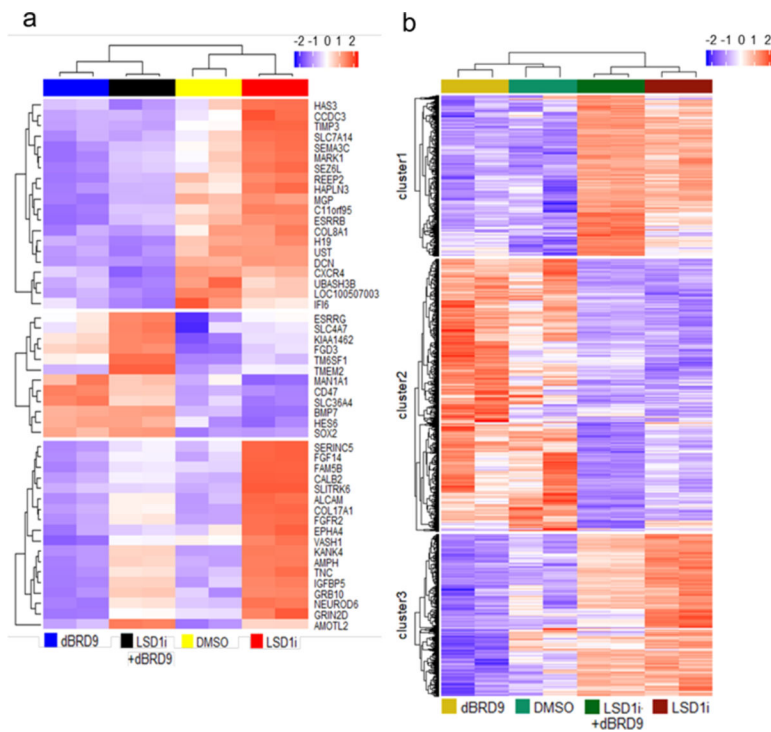 a
-2 -1 0 1 2
HAS3
CCDC3
TIMP3
SLC7A14
SEMA3C
MARK1
SEZ6L
REEP2
HAPLN3
MGP
C11orf95
ESRRB
COL8A1
H19
UST
DCN
CXCR4
UBASH3B
LOC100507003
IFI6
ESRRG
SLC4A7
KIAA1462
FGD3
TM6SF1
TMEM2
MAN1A1
CD47
SLC36A4
BMP7
HES6
SOX2
SERINC5
FGF14
FAM5B
CALB2
SLITRK6
ALCAM
COL17A1
FGFR2
EPHA4
VASH1
KANK4
AMPH
TNC
IGFBP5
GRB10
NEUROD6
GRIN2D
AMOTL2
dBRD9 LSD1i DMSO LSD1i
+dBRD9
b
-2 -1 0 1 2
cluster1
cluster2
cluster3
dBRD9 DMSO LSD1i LSD1i
+dBRD9